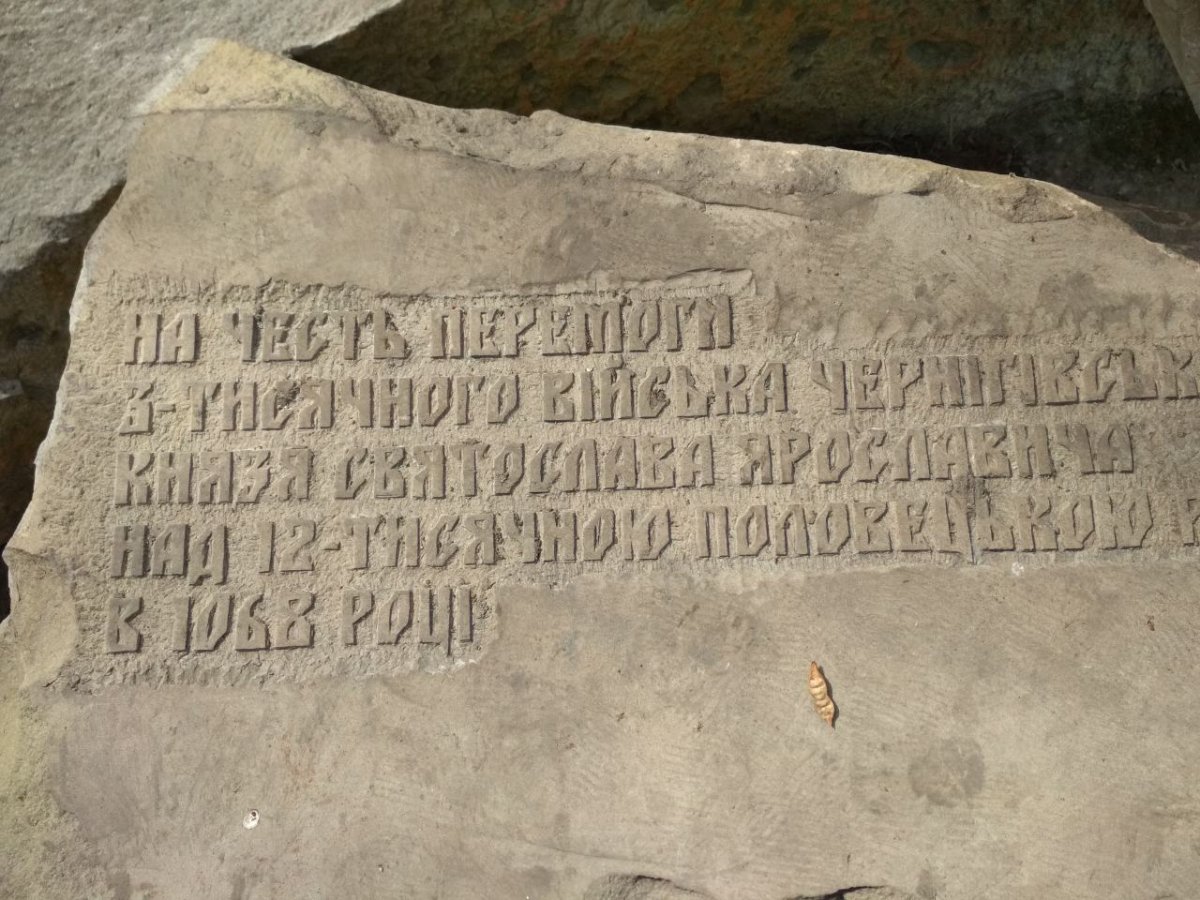 НА ЧЕСТЬ ПЕРЕМОГИ
3-ТИСЯЧНОГО ВІЙСЬКА ЧЕРНІГІВСЬК
КНЯЗЯ СВЯТОСЛАВА ЯРОСЛАВИЧА
НАД 12-ТИСЯЧНОЮ ПОЛОВЕЦЬКОЮ
В 1068 РОЦІ